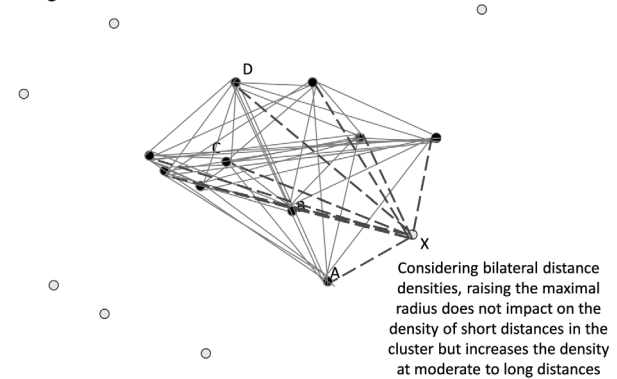 D
C
B
X
A
Considering bilateral distance
densities, raising the maximal
radius does not impact on the
density of short distances in the
cluster but increases the density
at moderate to long distances